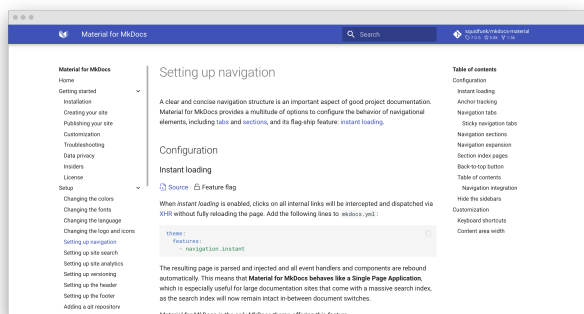 Material for MkDocs
Search
squidfunk/mkdocs-material
Material for MkDocs
Home
Getting started
Installation
Creating your site
Publishing your site
Customization
Troubleshooting
Data privacy
Insiders
License
Setup
Changing the colors
Changing the fonts
Changing the language
Changing the logo and icons
Setting up navigation
Setting up site search
Setting up site analytics
Setting up versioning
Setting up the header
Setting up the footer
Adding a git repository
Setting up navigation
A clear and concise navigation structure is an important aspect of good project documentation.
Material for MkDocs provides a multitude of options to configure the behavior of navigational
elements, including tabs and sections, and its flag-ship feature: instant loading.
Configuration
Instant loading
Source · Feature flag
When instant loading is enabled, clicks on all internal links will be intercepted and dispatched via
XHR without fully reloading the page. Add the following lines to mkdocs.yml:
theme:
features:
- navigation.instant
The resulting page is parsed and injected and all event handlers and components are rebound
automatically. This means that Material for MkDocs behaves like a Single Page Application,
which is especially useful for large documentation sites that come with a massive search index,
as the search index will now remain intact in-between document switches.
Table of contents
Configuration
Instant loading
Anchor tracking
Navigation tabs
Sticky navigation tabs
Navigation sections
Navigation expansion
Section index pages
Back-to-top button
Table of contents
Navigation integration
Hide the sidebars
Customization
Keyboard shortcuts
Content area width